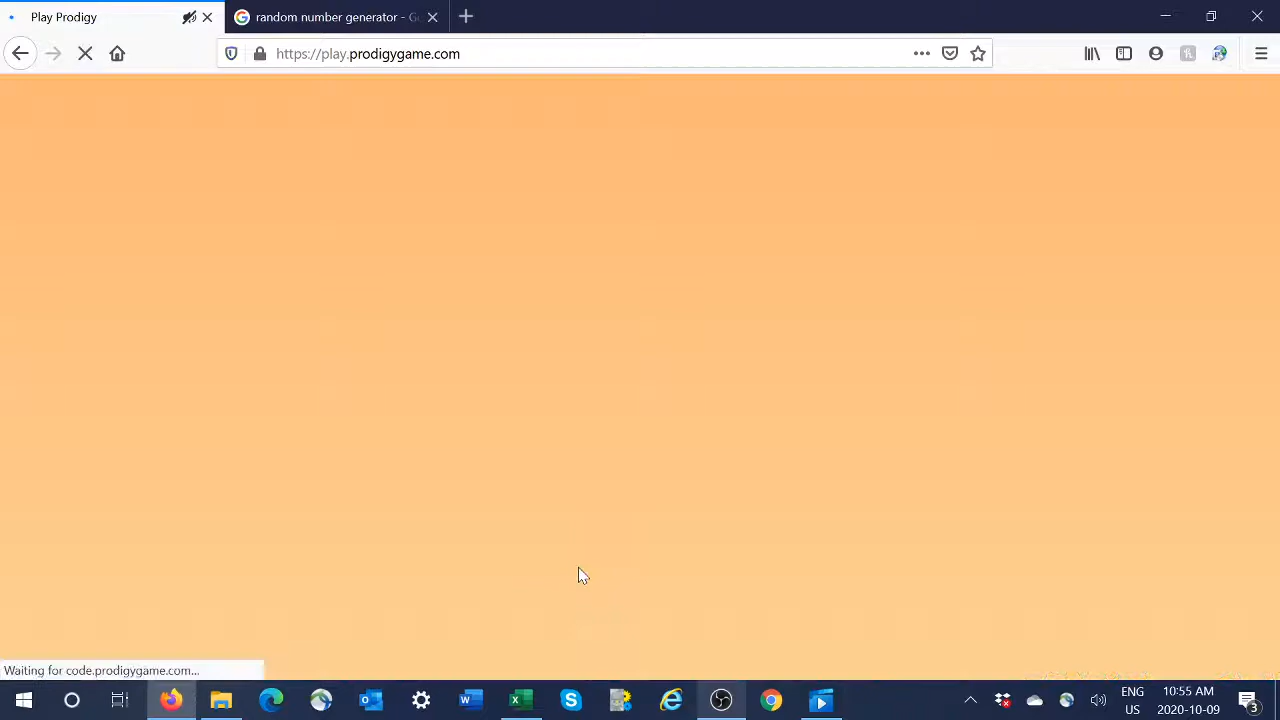 Play Prodigy
random number generator - G
https://play.prodigygame.com
Waiting for code.prodigygame.com...
ENG
US
10:55 AM
2020-10-09
3